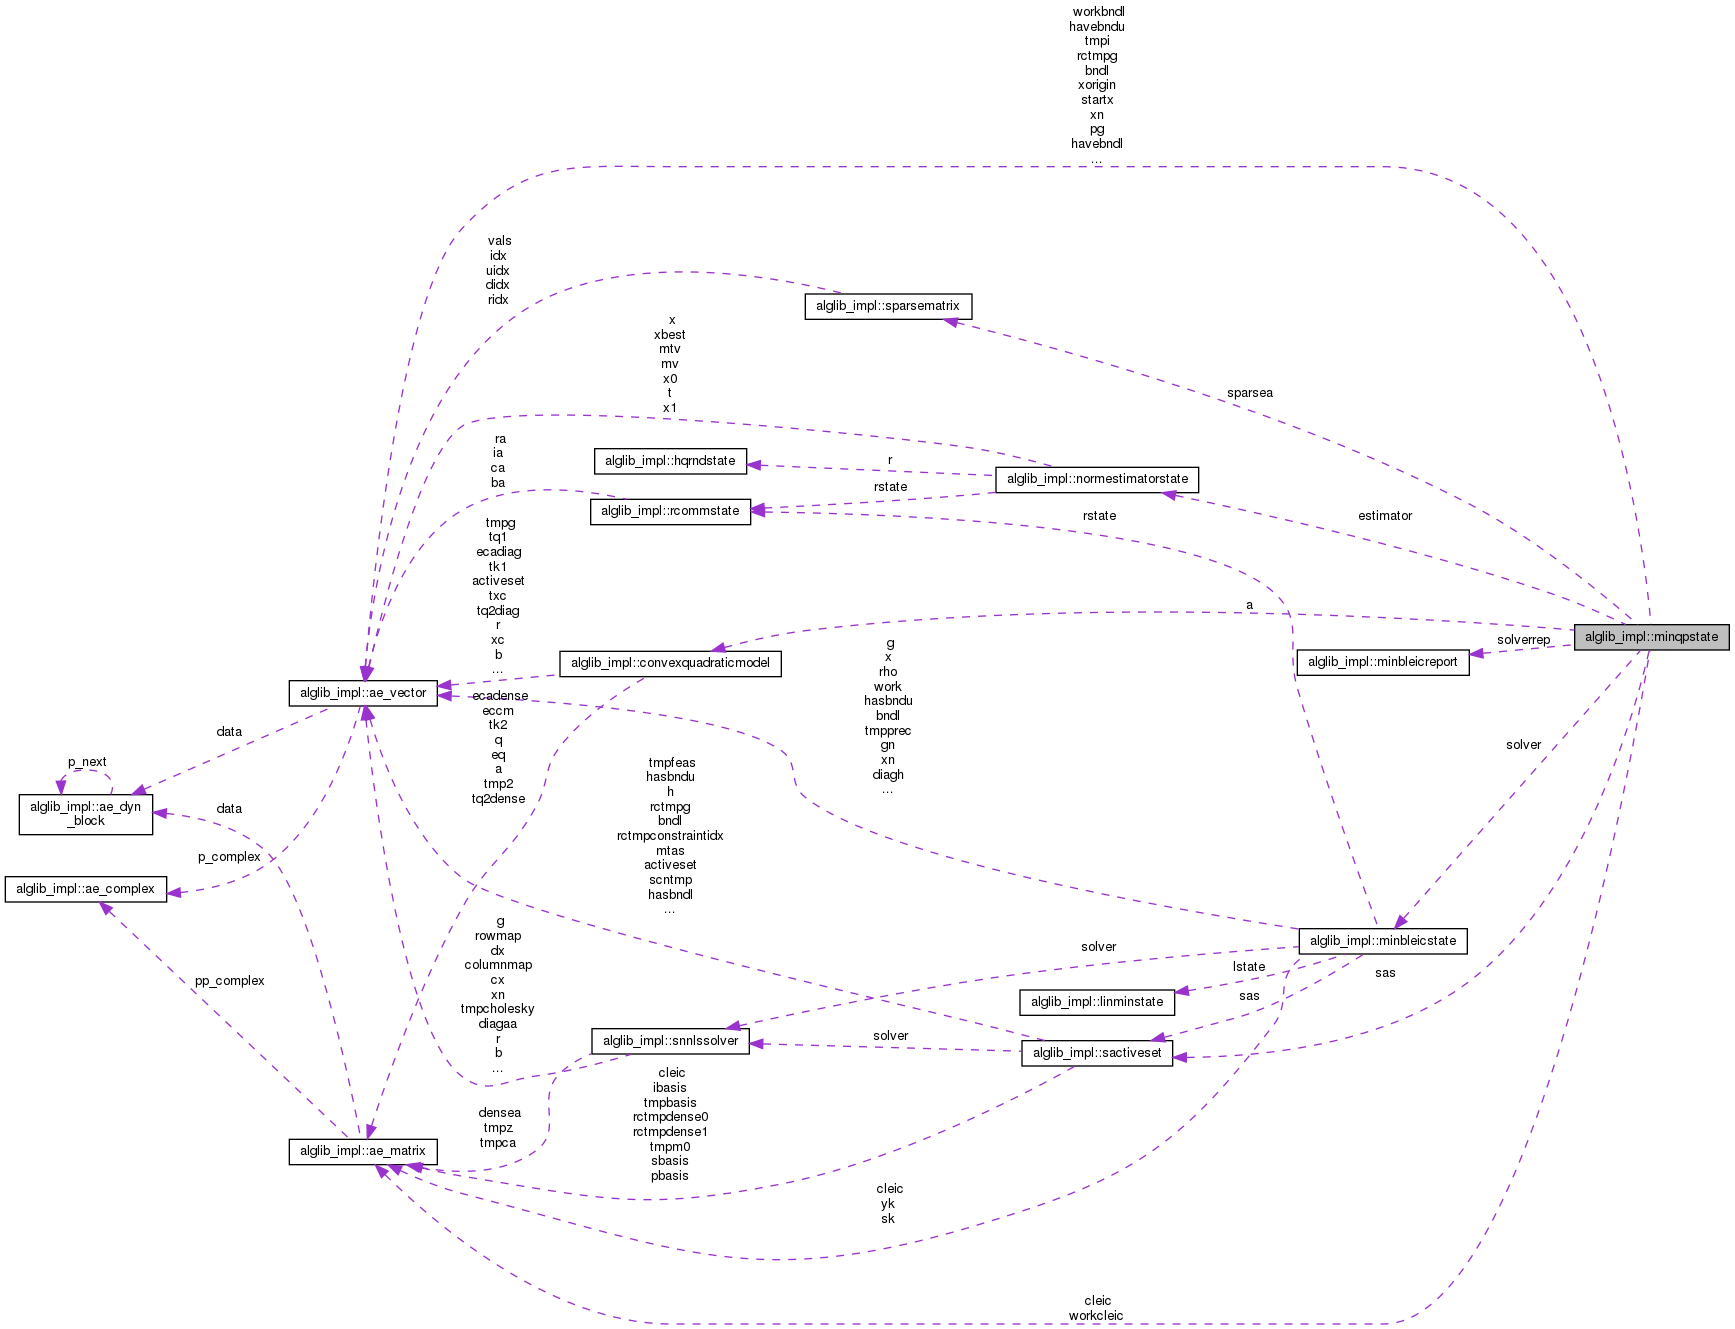 workbndl
havebndu
tmpi
rctmpg
bndl
xorigin
startx
xn
pg
havebndl
...
vals
idx
uidx
didx
ridx
alglib_impl::sparsematrix
x
xbest
mtv
mv
x0
t
x1
sparsea
ra
ia
ca
ba
alglib_impl::hqrndstate
r
alglib_impl::normestimatorstate
rstate
alglib_impl::rcommstate
rstate
estimator
tmpg
tq1
ecadiag
tk1
activeset
txc
tq2diag
r
xc
b
...
a
alglib_impl::minqpstate
solverrep
alglib_impl::minbleicreport
alglib_impl::convexquadraticmodel
g
x
rho
work
hasbndu
bndl
tmpprec
gn
xn
diagh
...
alglib_impl::ae_vector
ecadense
eccm
tk2
q
eq
a
tmp2
tq2dense
data
solver
p_next
alglib_impl::ae_dyn
_block
data
tmpfeas
hasbndu
h
rctmpg
bndl
rctmpconstraintidx
mtas
activeset
scntmp
hasbndl
...
p_complex
alglib_impl::ae_complex
g
rowmap
dx
columnmap
cx
xn
tmpcholesky
diagaa
r
b
...
alglib_impl::minbleicstate
solver
lstate
sas
pp_complex
alglib_impl::linminstate
sas
alglib_impl::snnlssolver
solver
alglib_impl::sactiveset
cleic
ibasis
tmpbasis
rctmpdense0
rctmpdense1
tmpm0
sbasis
pbasis
densea
tmpz
tmpca
alglib_impl::ae_matrix
cleic
yk
sk
cleic
workcleic